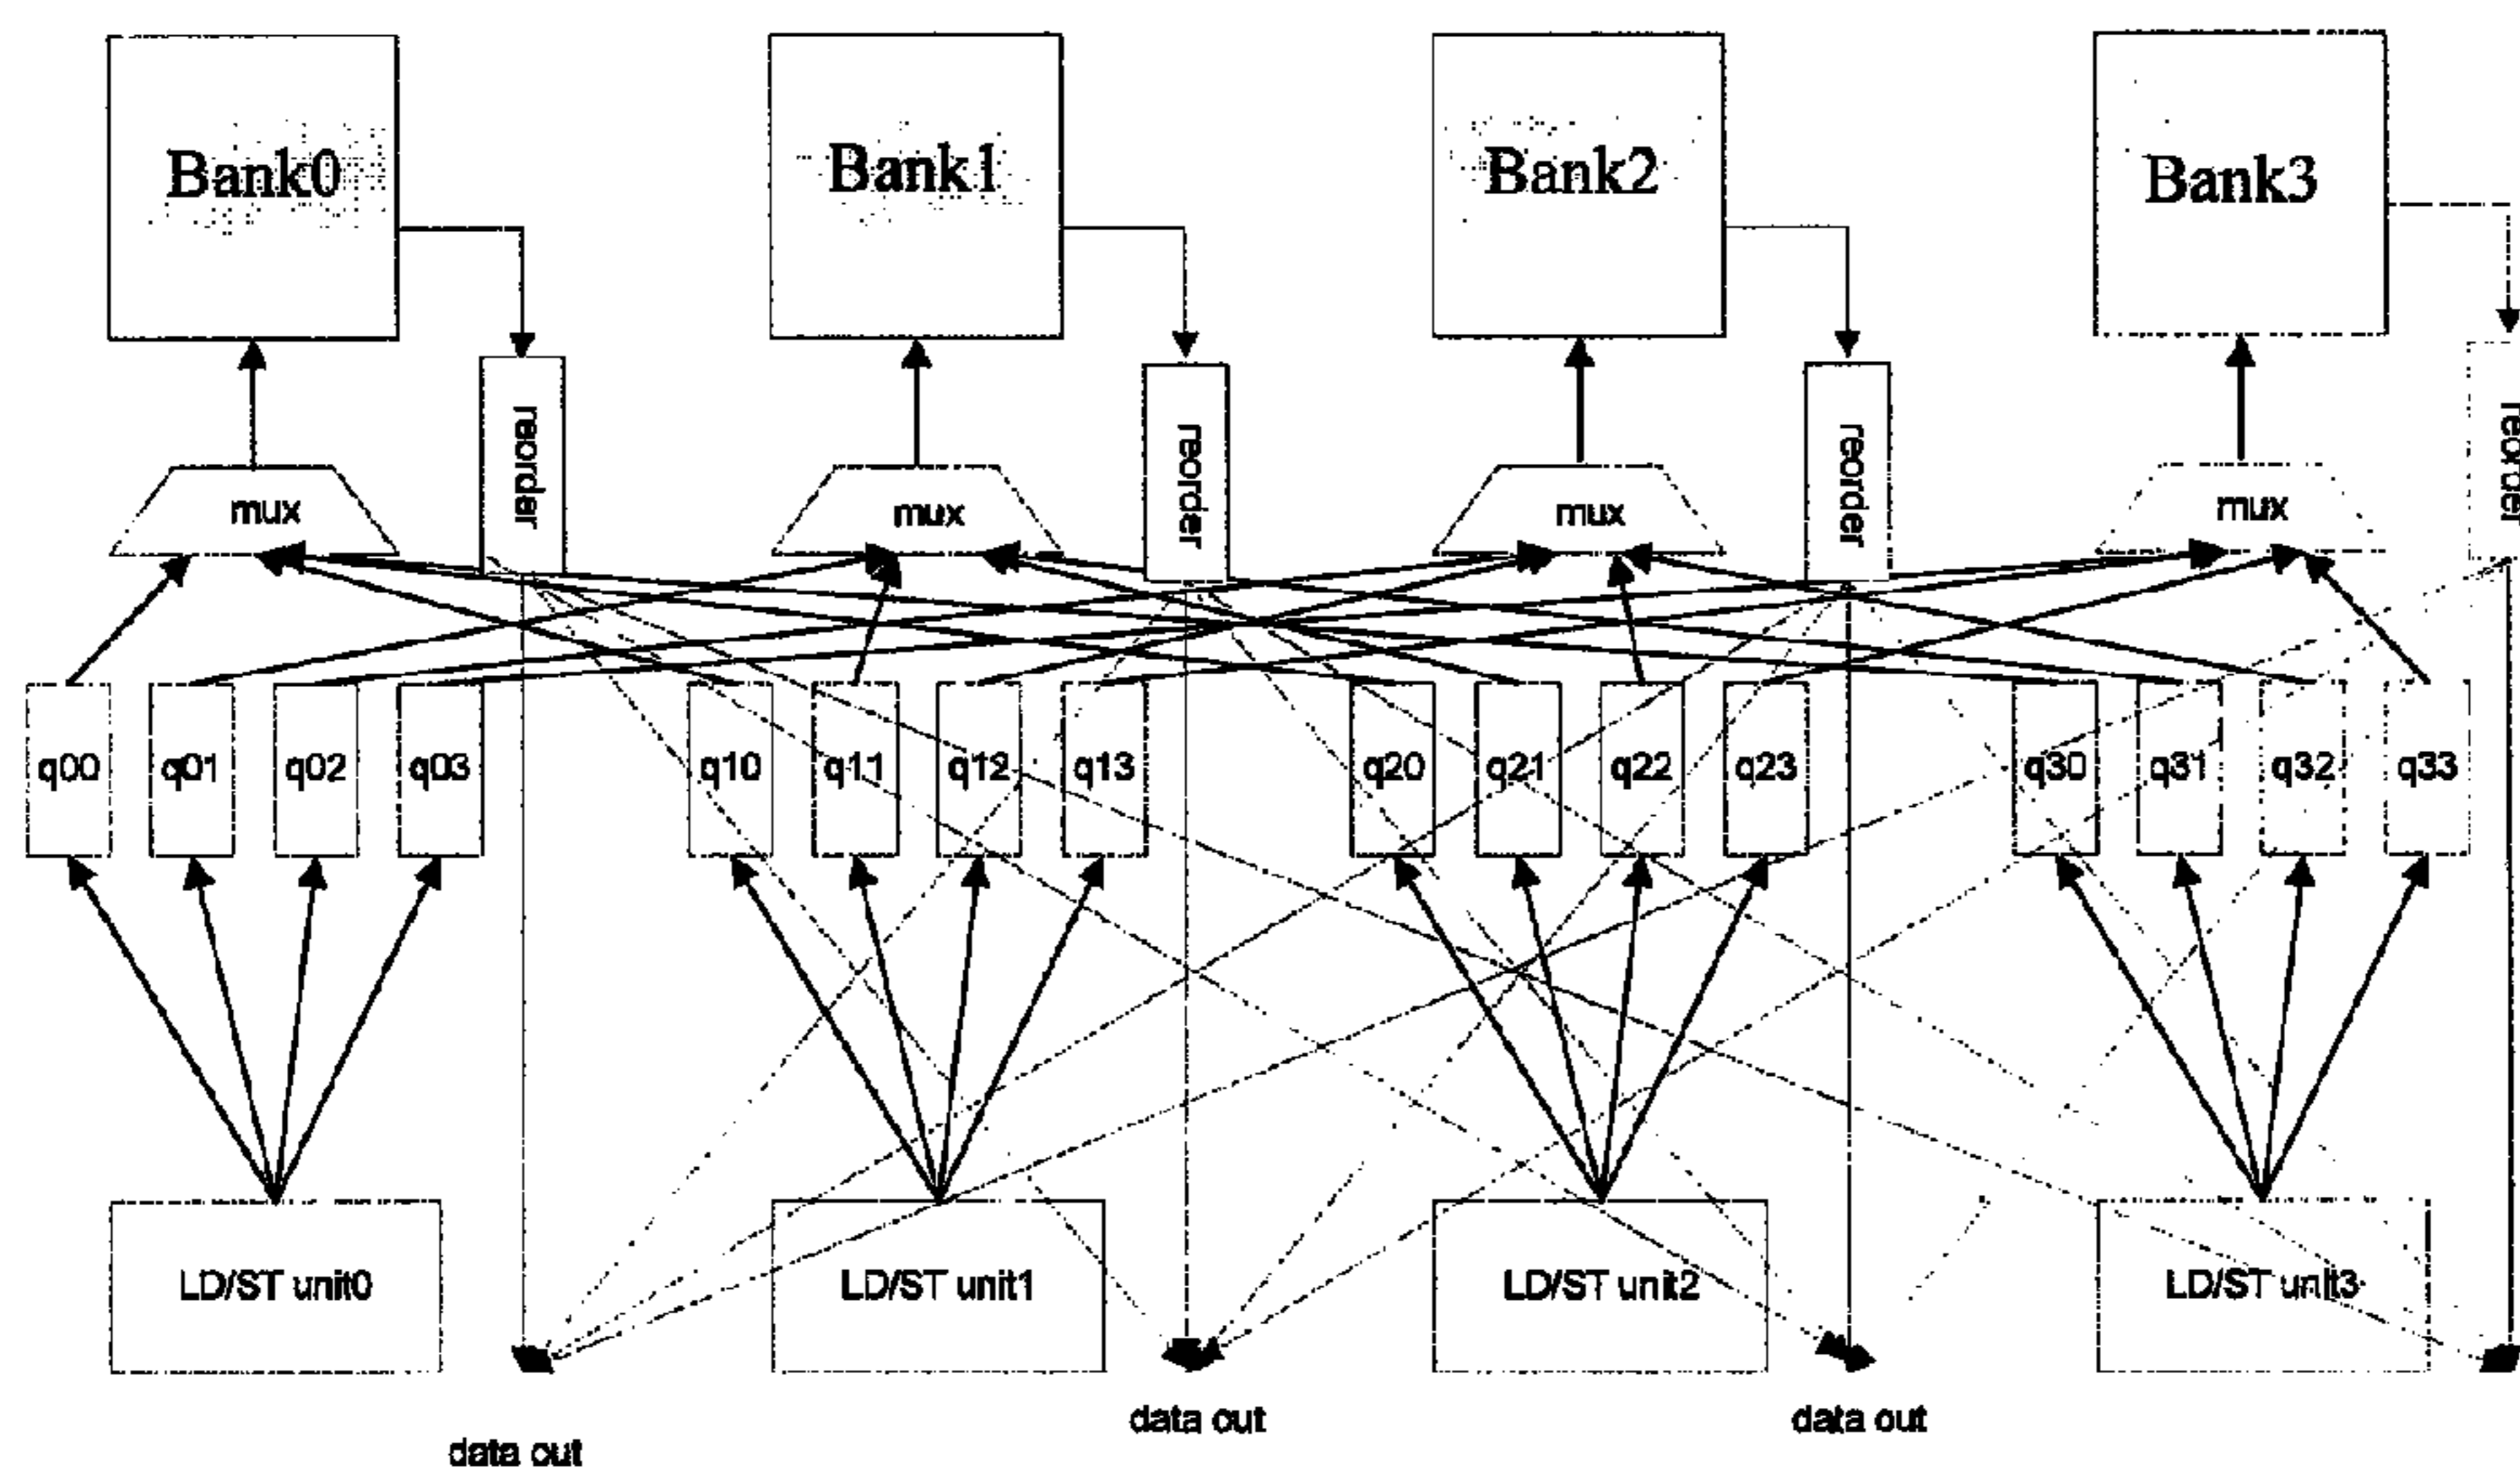 Bank0
Bank1
Bank2
Bank3
reorder
reorder
reorder
reorder
mux
mux
mux
mux
q00
q01
q02
q03
q10
q11
q12
q13
q20
q21
q22
q23
q30
q31
q32
q33
LD/ST unit0
LD/ST unit1
LD/ST unit2
LD/ST unit3
data out
data out
data out